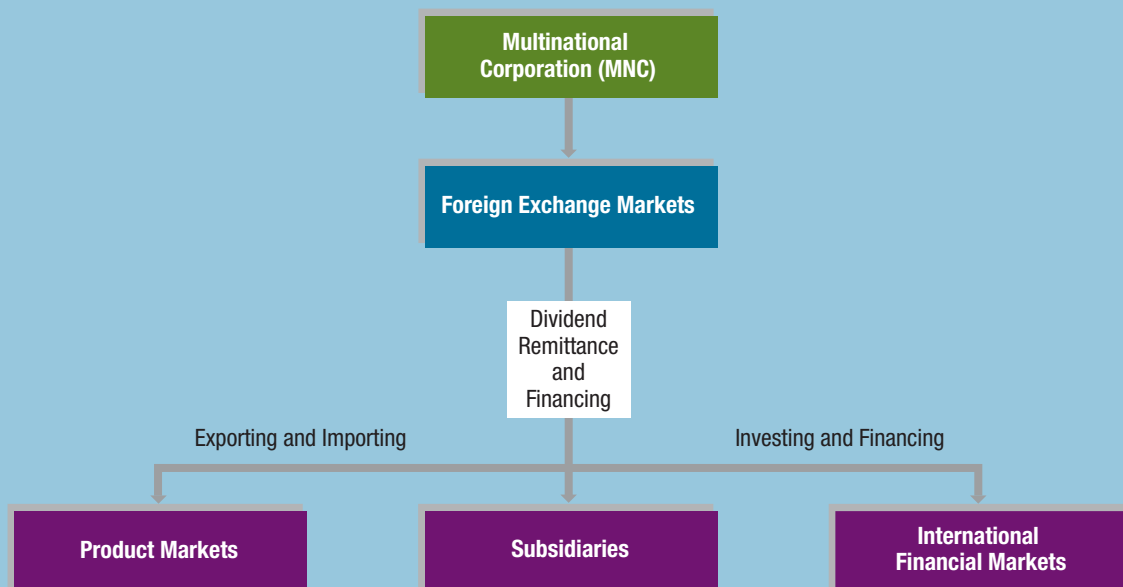 Multinational
Corporation (MNC)
Foreign Exchange Markets
Dividend
Remittance
and
Financing
Exporting and Importing
Investing and Financing
Product Markets
Subsidiaries
International
Financial Markets